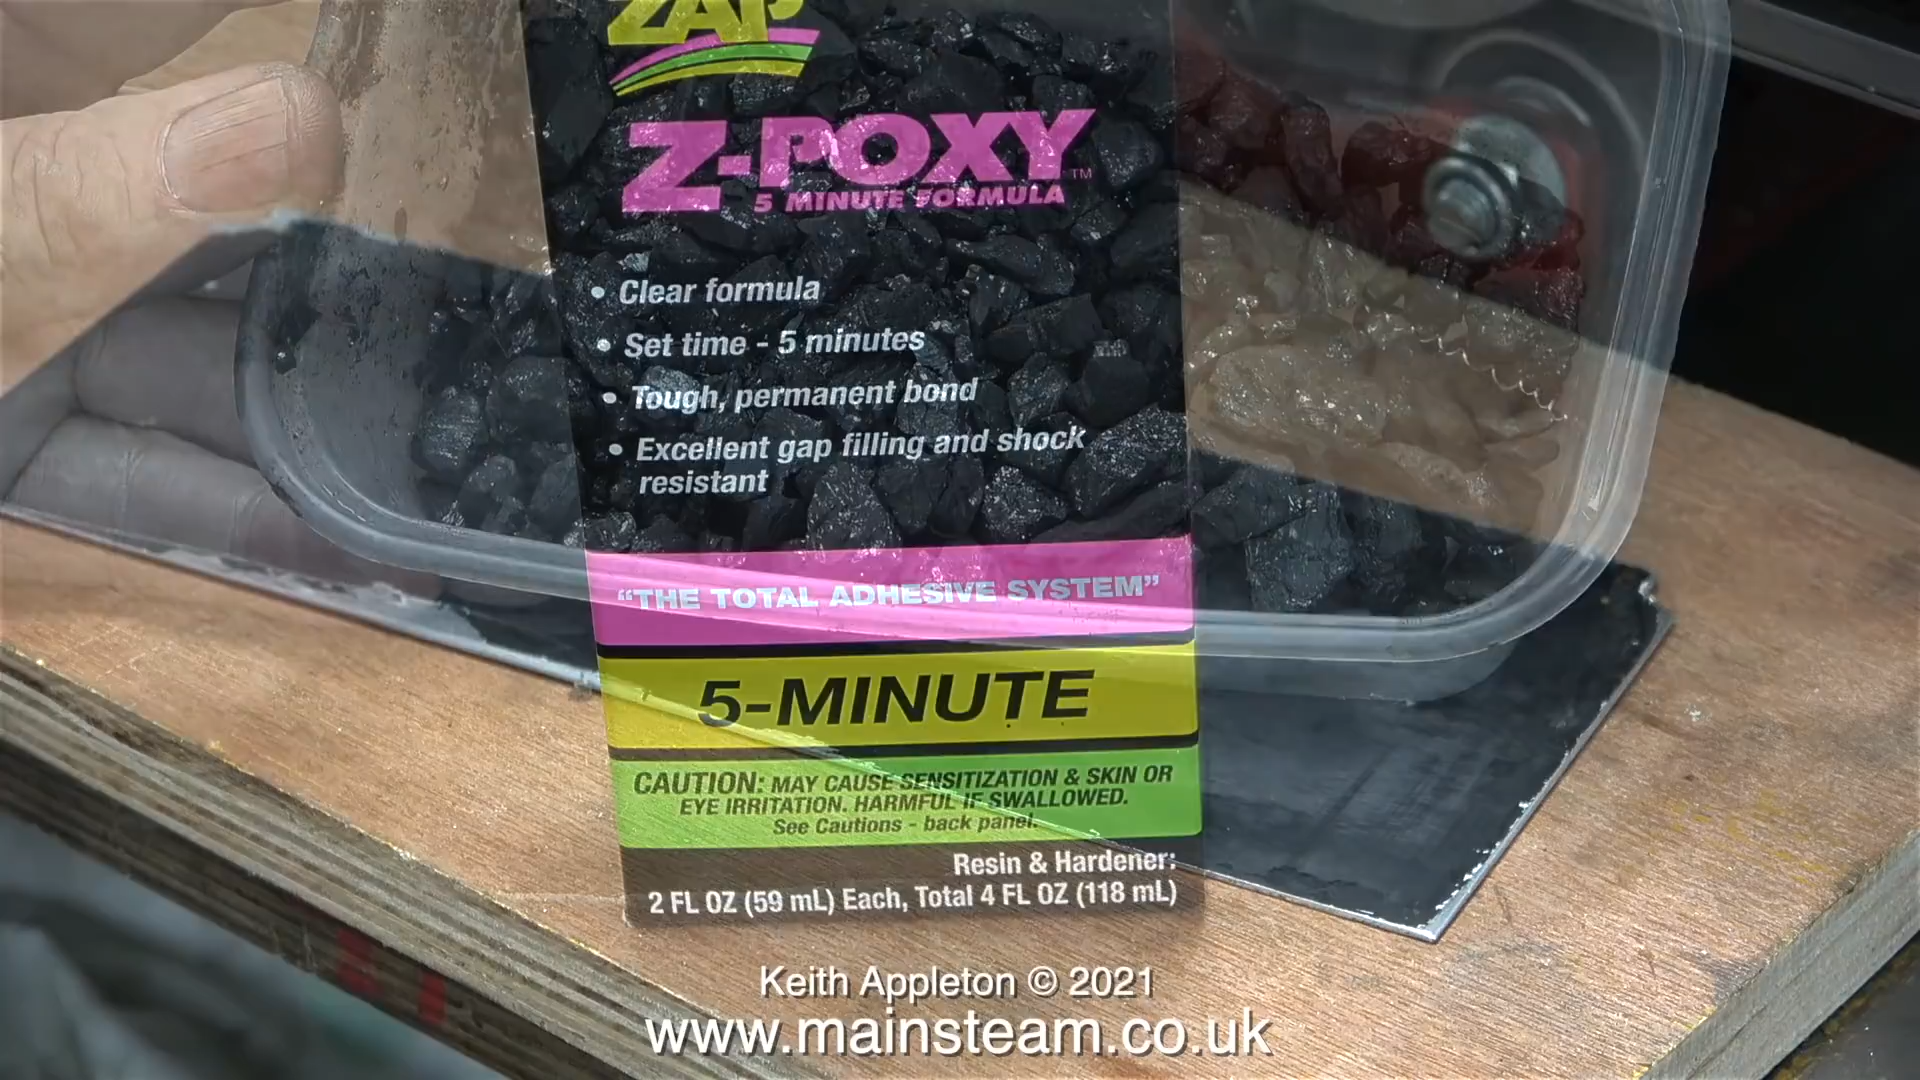 ZAP
Z-POXY™
5 MINUTE FORMULA
• Clear formula
• Set time - 5 minutes
• Tough, permanent bond
• Excellent gap filling and shock
resistant
“THE TOTAL ADHESIVE SYSTEM”
5-MINUTE
CAUTION: MAY CAUSE SENSITIZATION & SKIN OR
EYE IRRITATION. HARMFUL IF SWALLOWED.
See Cautions - back panel.
Resin & Hardener:
2 FL OZ (59 mL) Each, Total 4 FL OZ (118 mL)
Keith Appleton © 2021
www.mainsteam.co.uk